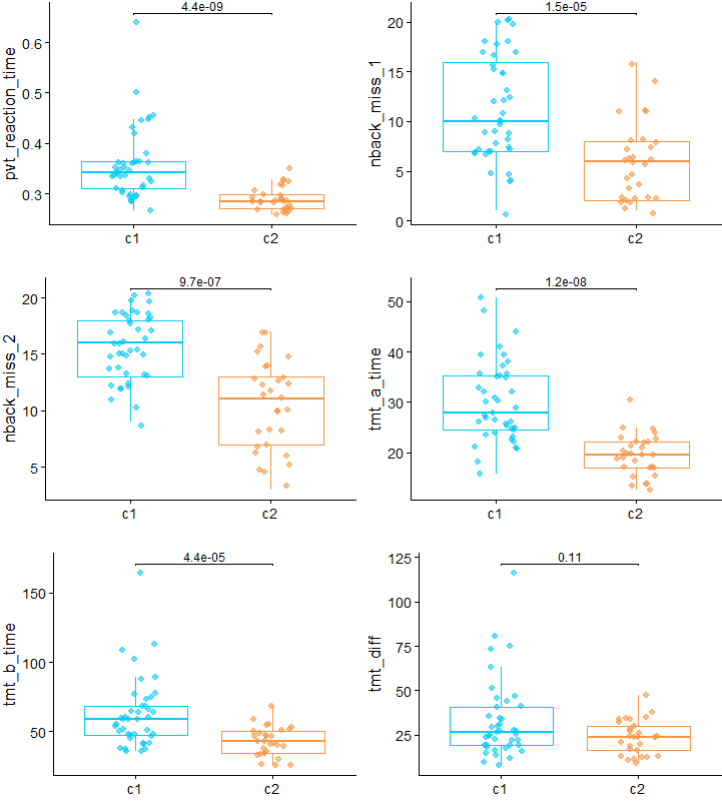 4.4e-09
0.6
0.5
0.4
0.3
pvt_reaction_time
c1 c2
1.5e-05
20
15
10
5
0
nback_miss_1
c1 c2
9.7e-07
20
15
10
5
nback_miss_2
c1 c2
1.2e-08
50
40
30
20
tmt_a_time
c1 c2
4.4e-05
150
100
50
tmt_b_time
c1 c2
0.11
125
100
75
50
25
tmt_diff
c1 c2